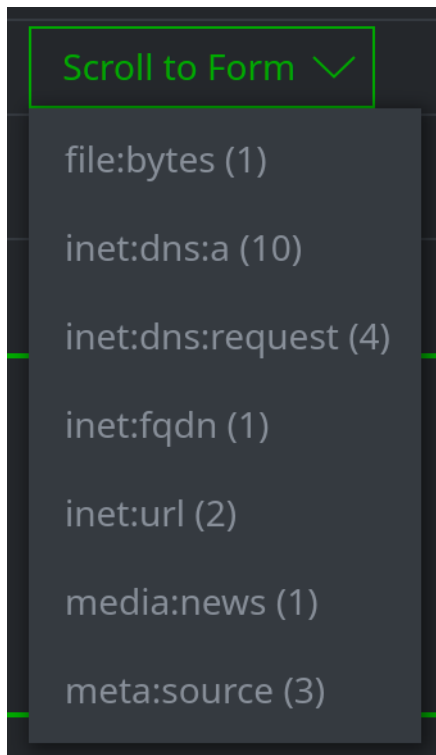 Scroll to Form
file:bytes (1)
inet:dns:a (10)
inet:dns:request (4)
inet:fqdn (1)
inet:url (2)
media:news (1)
meta:source (3)